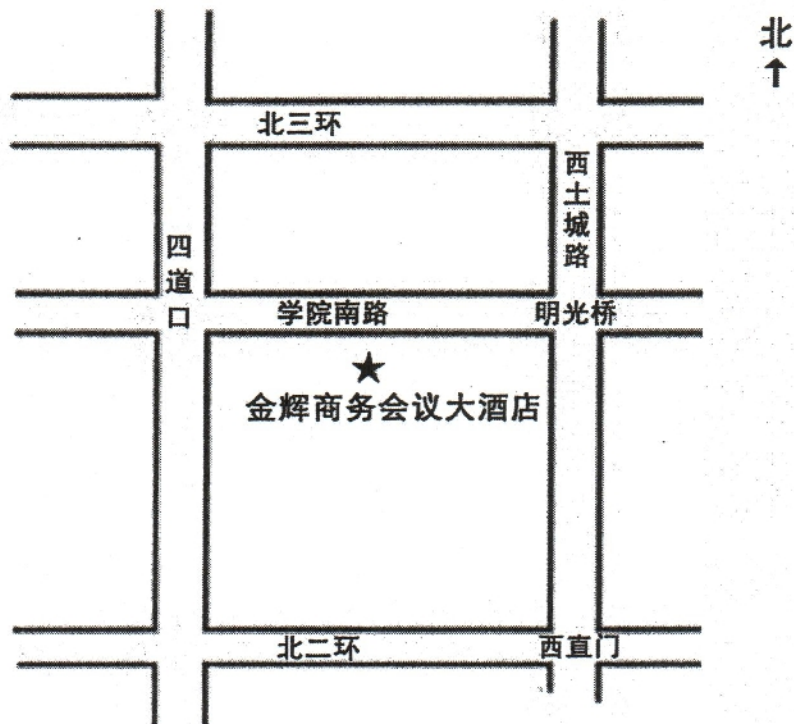 北
北三环
西土城路
四道口
学院南路
明光桥
金辉商务会议大酒店
北二环
西直门